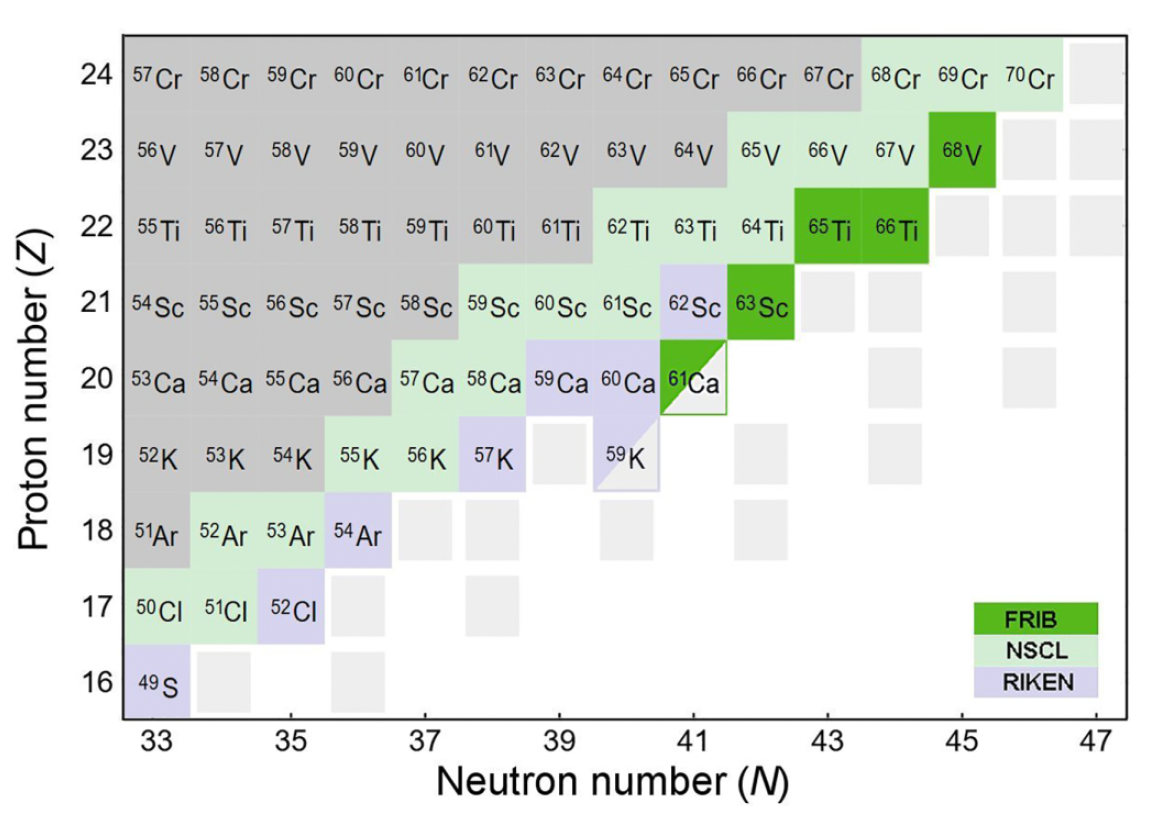 24 ⁵⁷Cr ⁵⁸Cr ⁵⁹Cr ⁶⁰Cr ⁶¹Cr ⁶²Cr ⁶³Cr ⁶⁴Cr ⁶⁵Cr ⁶⁶Cr ⁶⁷Cr ⁶⁸Cr ⁶⁹Cr ⁷⁰Cr
23 ⁵⁶V ⁵⁷V ⁵⁸V ⁵⁹V ⁶⁰V ⁶¹V ⁶²V ⁶³V ⁶⁴V ⁶⁵V ⁶⁶V ⁶⁷V ⁶⁸V
22 ⁵⁵Ti ⁵⁶Ti ⁵⁷Ti ⁵⁸Ti ⁵⁹Ti ⁶⁰Ti ⁶¹Ti ⁶²Ti ⁶³Ti ⁶⁴Ti ⁶⁵Ti ⁶⁶Ti
21 ⁵⁴Sc ⁵⁵Sc ⁵⁶Sc ⁵⁷Sc ⁵⁸Sc ⁵⁹Sc ⁶⁰Sc ⁶¹Sc ⁶²Sc ⁶³Sc
20 ⁵³Ca ⁵⁴Ca ⁵⁵Ca ⁵⁶Ca ⁵⁷Ca ⁵⁸Ca ⁵⁹Ca ⁶⁰Ca ⁶¹Ca
19 ⁵²K ⁵³K ⁵⁴K ⁵⁵K ⁵⁶K ⁵⁷K ⁵⁹K
18 ⁵¹Ar ⁵²Ar ⁵³Ar ⁵⁴Ar
17 ⁵⁰Cl ⁵¹Cl ⁵²Cl
16 ⁴⁹S
Proton number (Z)
FRIB
NSCL
RIKEN
33 35 37 39 41 43 45 47
Neutron number (N)